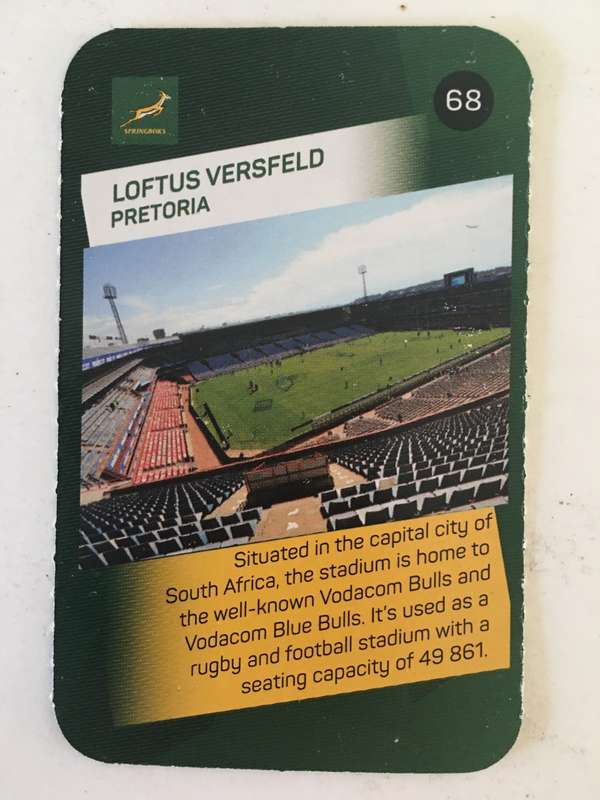 SPRINGBOKS
68
LOFTUS VERSFELD
PRETORIA
Situated in the capital city of
South Africa, the stadium is home to
the well-known Vodacom Bulls and
Vodacom Blue Bulls. It's used as a
rugby and football stadium with a
seating capacity of 49 861.